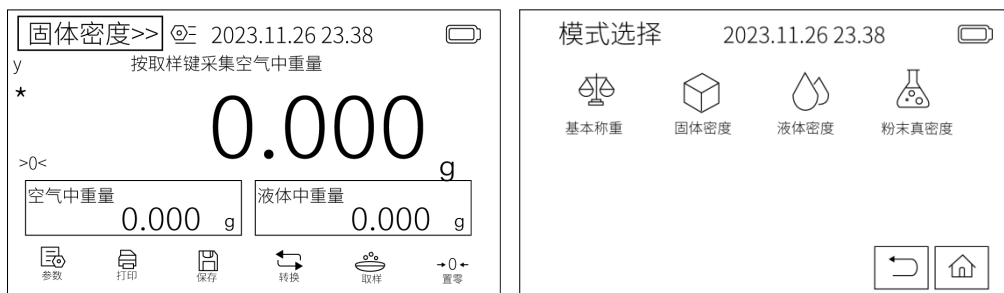 固体密度>> 2023.11.26 23.38
y 按取样键采集空气中重量
*
0.000 g
>0<
空气中重量 0.000 g
液体中重量 0.000 g
参数 打印 保存 转换 取样 →0← 置零
模式选择 2023.11.26 23.38
基本称重 固体密度 液体密度 粉末真密度